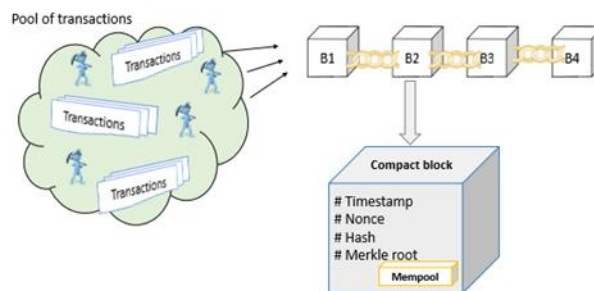 Pool of transactions
Transactions
Transactions
Transactions
B1
B2
B3
B4
Compact block
# Timestamp
# Nonce
# Hash
# Merkle root
Mempool